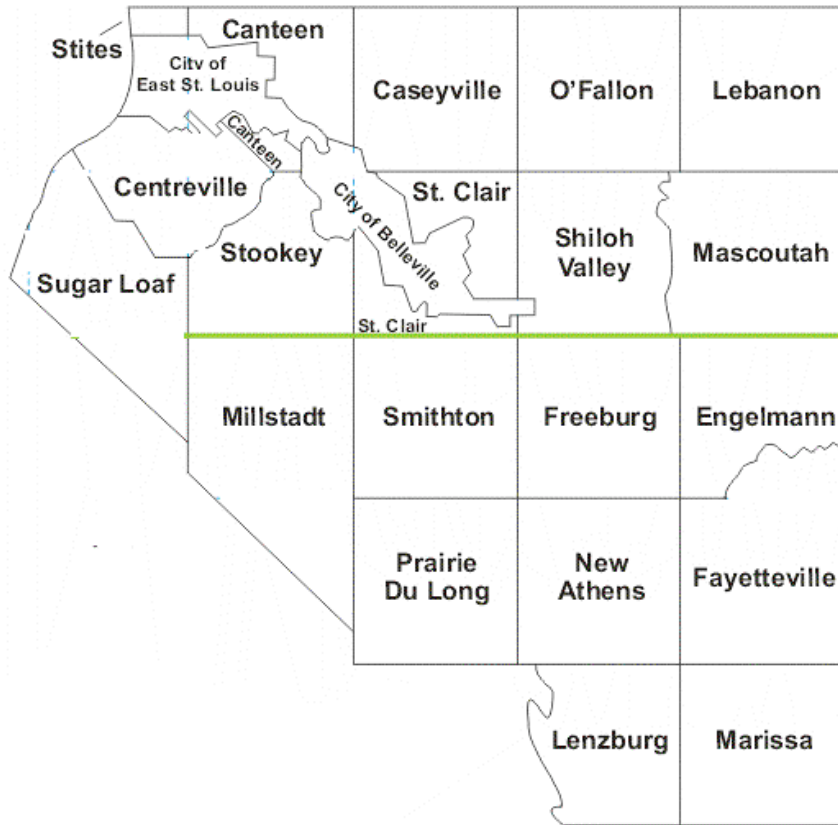 Canteen
Stites
City of
East St. Louis
Caseyville
O'Fallon
Lebanon
Canteen
Centreville
City of Belleville
St. Clair
Stookey
Shiloh
Valley
Mascoutah
Sugar Loaf
St. Clair
Millstadt
Smithton
Freeburg
Engelmann
Prairie
Du Long
New
Athens
Fayetteville
Lenzburg
Marissa